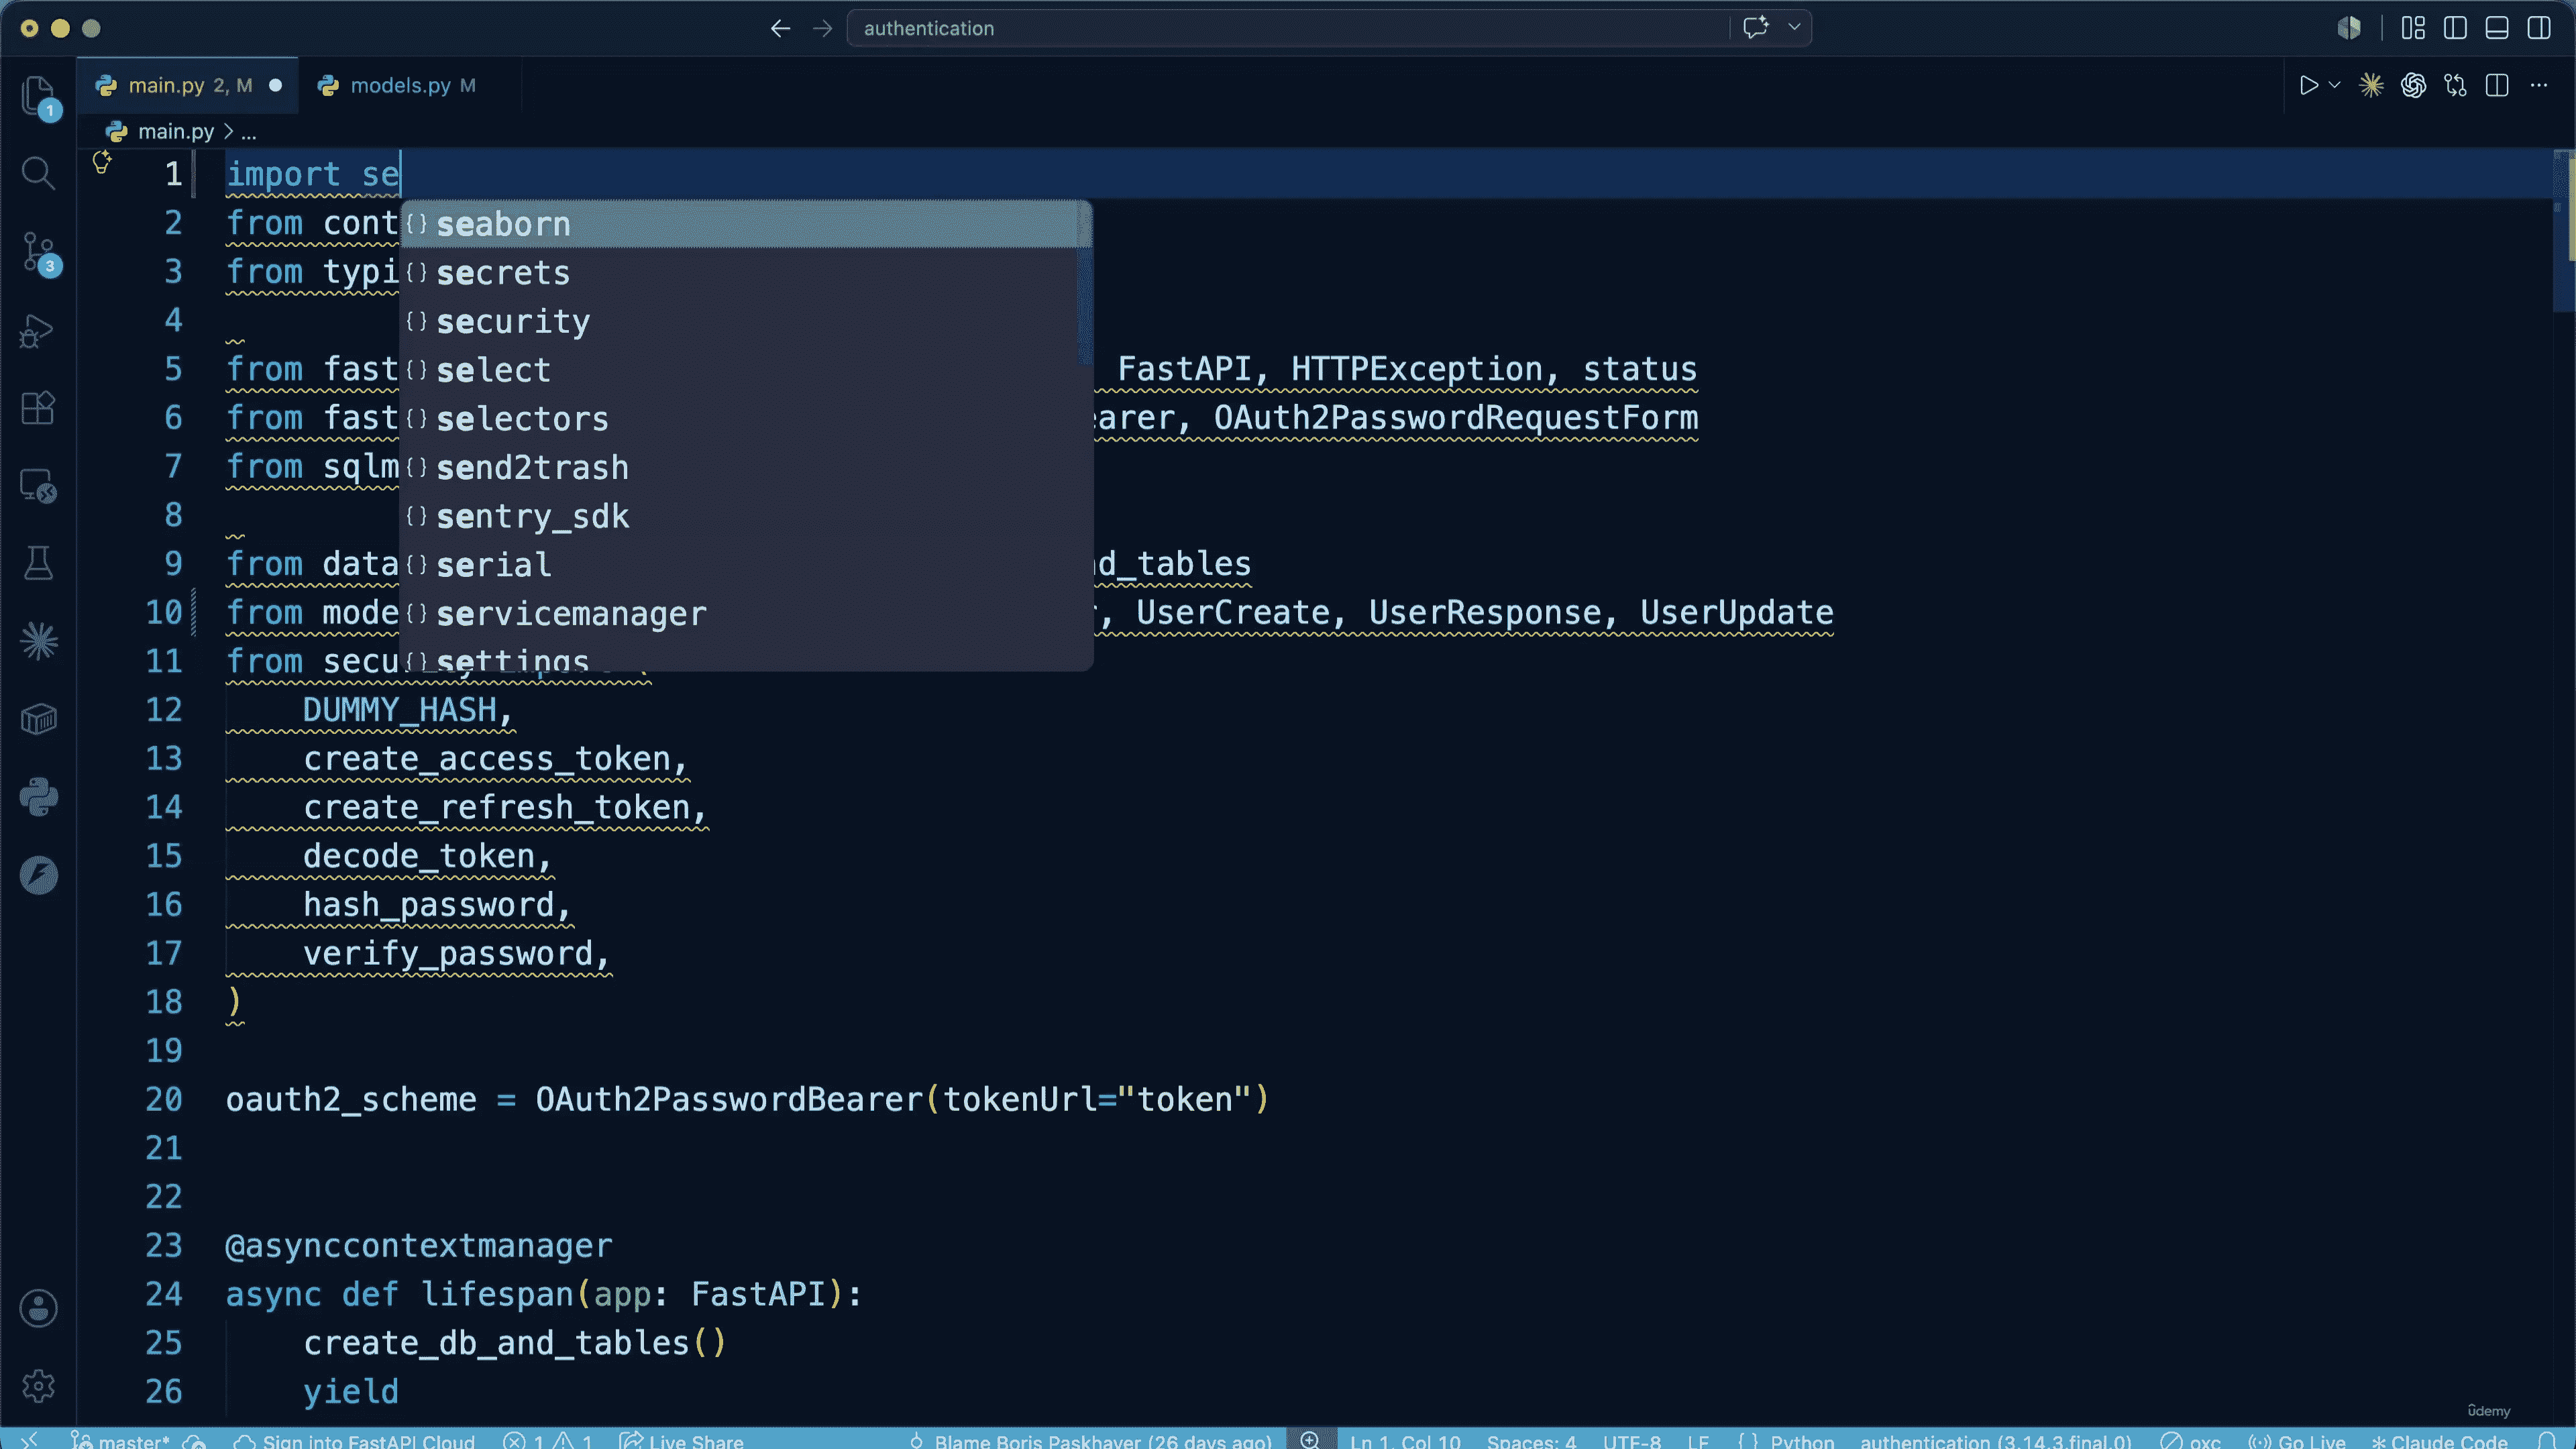 authentication
main.py 2, M
models.py M
main.py > ...
1
3
1 import se
2 from cont
3 from typi
4
5 from fast FastAPI, HTTPException, status
6 from fast earer, OAuth2PasswordRequestForm
7 from sqlm
8
9 from data d_tables
10 from mode , UserCreate, UserResponse, UserUpdate
11 from secu
seaborn
secrets
security
select
selectors
send2trash
sentry_sdk
serial
servicemanager
settings
12 DUMMY_HASH,
13 create_access_token,
14 create_refresh_token,
15 decode_token,
16 hash_password,
17 verify_password,
18 )
19
20 oauth2_scheme = OAuth2PasswordBearer(tokenUrl="token")
21
22
23 @asynccontextmanager
24 async def lifespan(app: FastAPI):
25 create_db_and_tables()
26 yield
ûdemy
master* Sign into FastAPI Cloud 1 1 Live Share Blame Boris Paskhaver (26 days ago) Ln 1, Col 10 Spaces: 4 UTF-8 LF {} Python authentication (3.14.3.final.0) oxc Go Live Claude Code